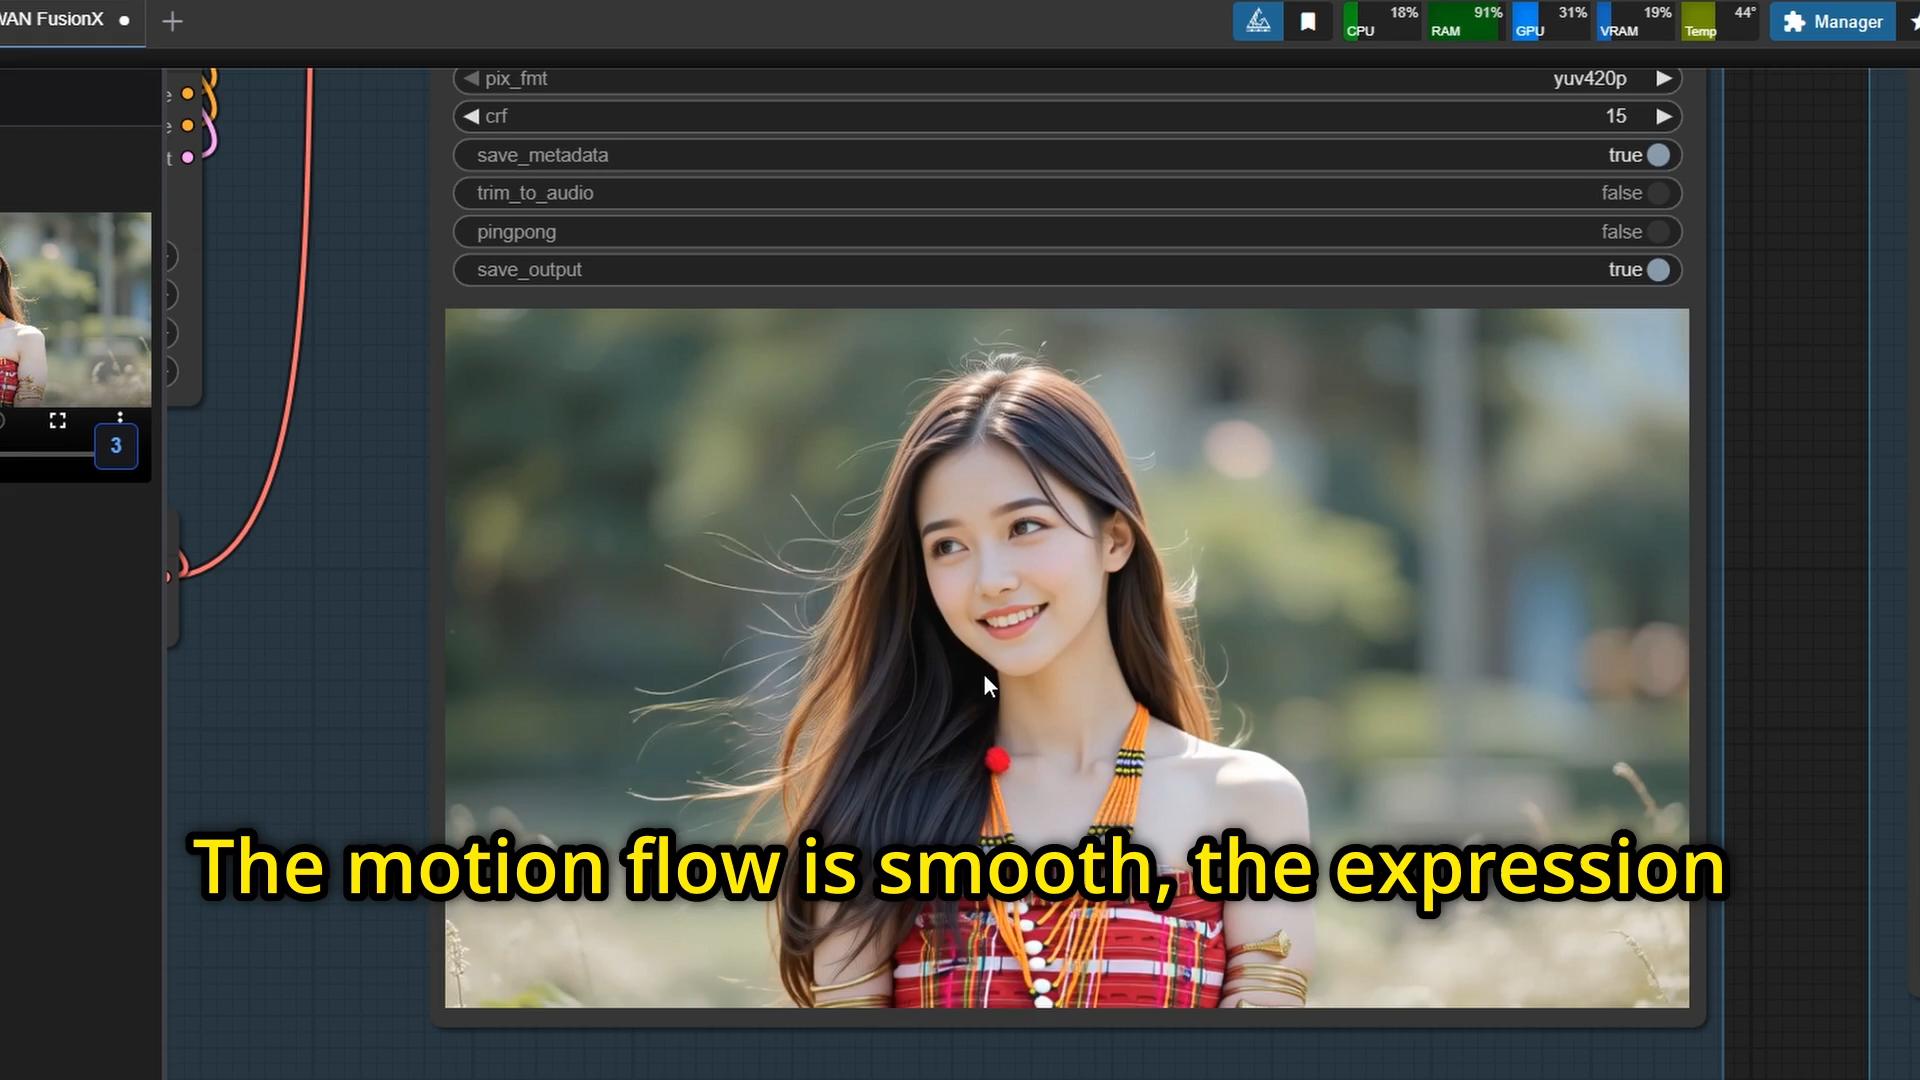 WAN FusionX
18%
CPU
91%
RAM
31%
GPU
19%
VRAM
44°
Temp
Manager
pix_fmt yuv420p
crf 15
save_metadata true
trim_to_audio false
pingpong false
save_output true
e
e
t
3
The motion flow is smooth, the expression